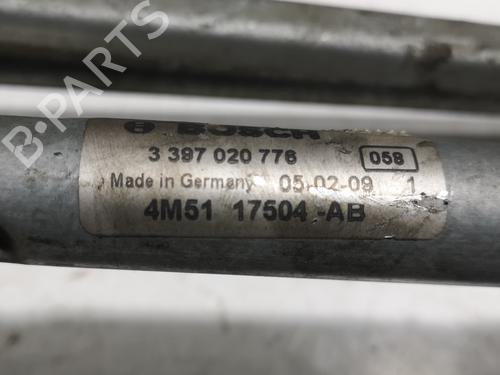 B-PARTS
BOSCH
3 397 020 776 058
Made in Germany 05-02-09 1
4M51 17504-AB